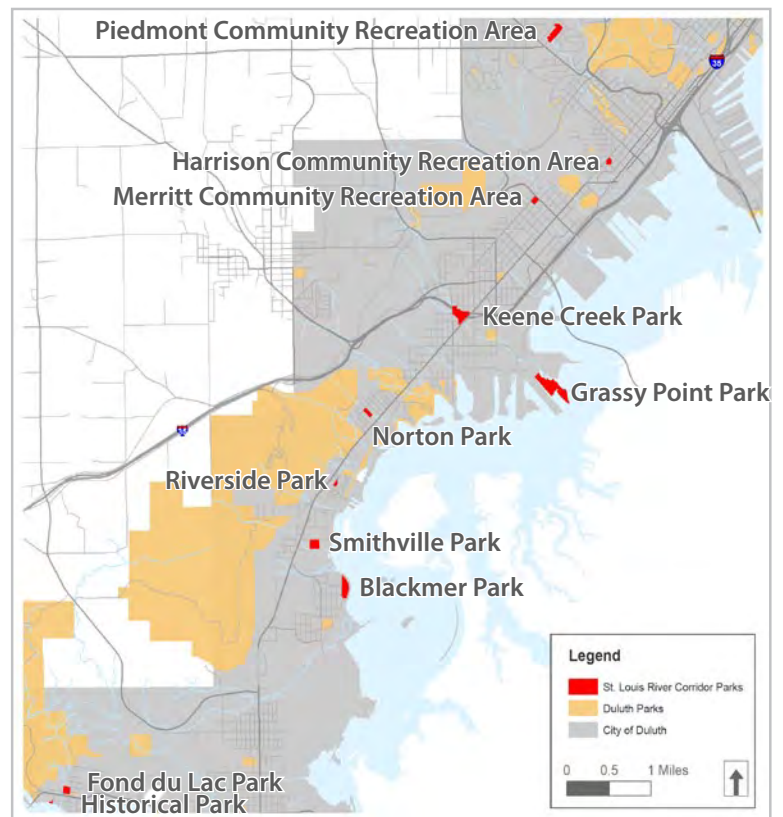 Piedmont Community Recreation Area
35
Harrison Community Recreation Area
Merritt Community Recreation Area
Keene Creek Park
Grassy Point Park
Norton Park
Riverside Park
Smithville Park
Blackmer Park
Legend
St. Louis River Corridor Parks
Duluth Parks
City of Duluth
0 0.5 1 Miles
Fond du Lac Park
Historical Park